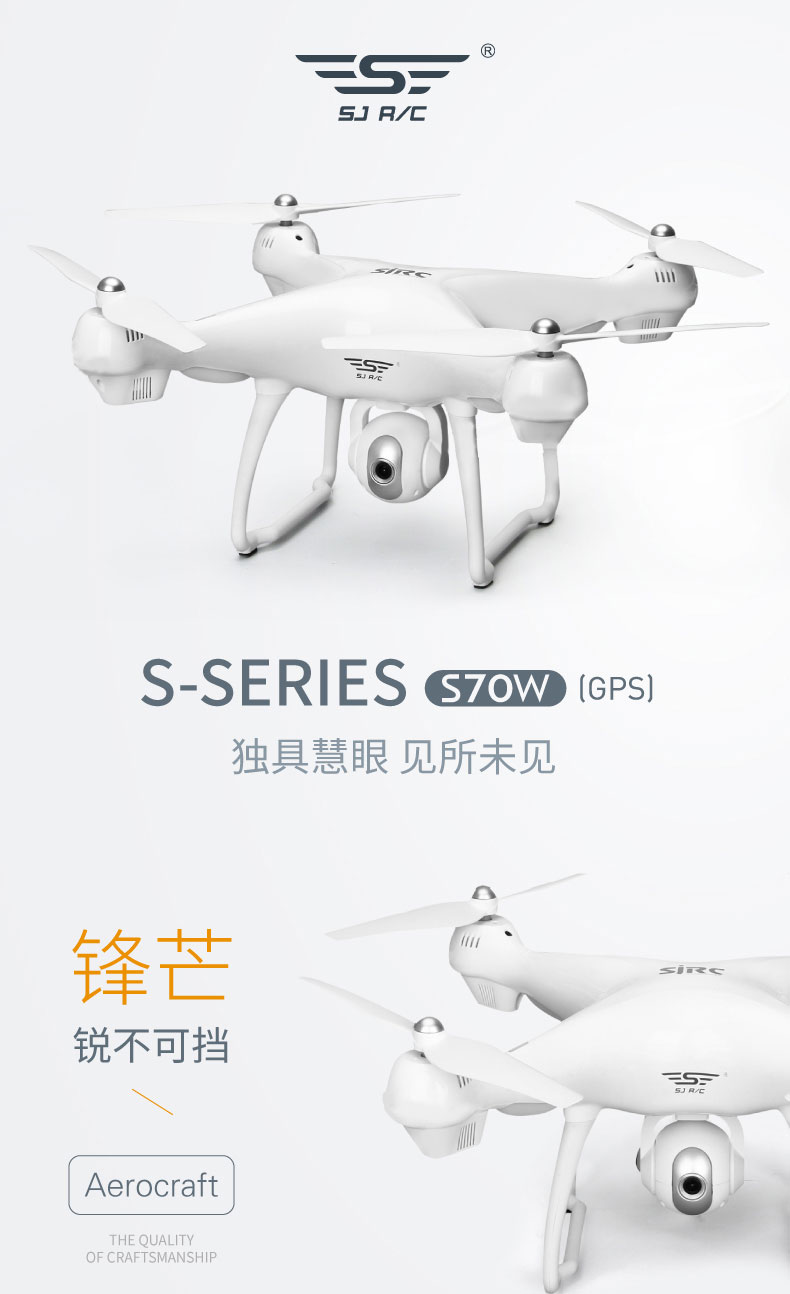 ®
SJ R/C
SJRC
SJ R/C
S-SERIES S70W (GPS)
独具慧眼 见所未见
锋芒
锐不可挡
Aerocraft
THE QUALITY
OF CRAFTSMANSHIP
SJRC
SJ R/C